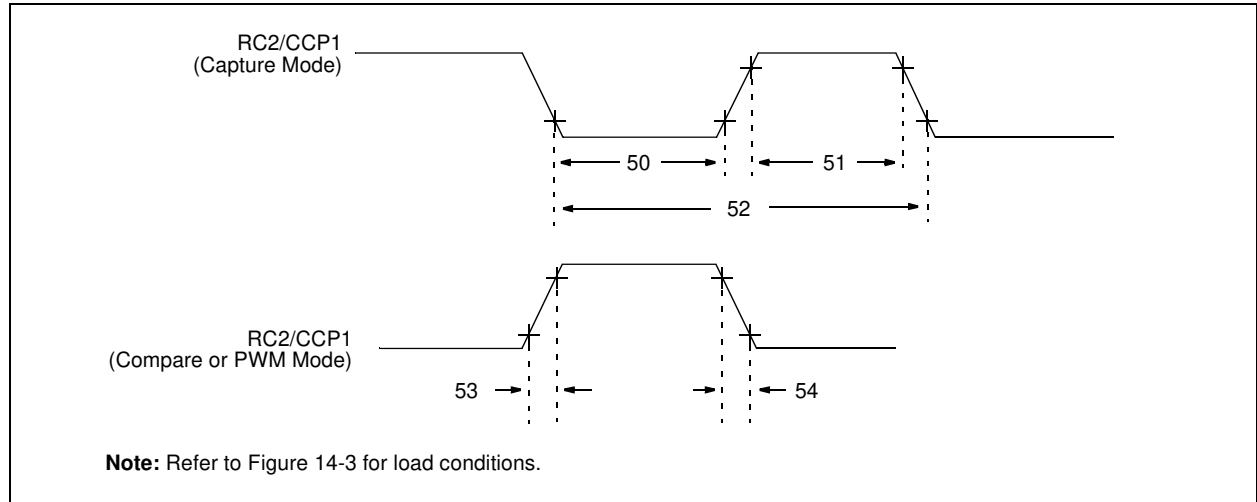 RC2/CCP1
(Capture Mode)
50
51
52
RC2/CCP1
(Compare or PWM Mode)
53
54
Note: Refer to Figure 14-3 for load conditions.